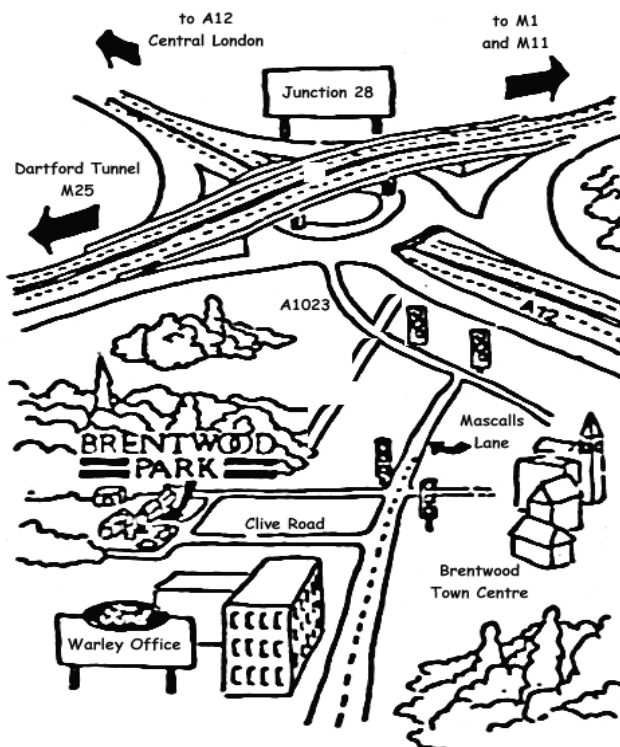 to A12
Central London
to M1
and M11
Junction 28
Dartford Tunnel
M25
A1023
A12
Mascalls
Lane
BRENTWOOD
PARK
Clive Road
Brentwood
Town Centre
Ford
Warley Office